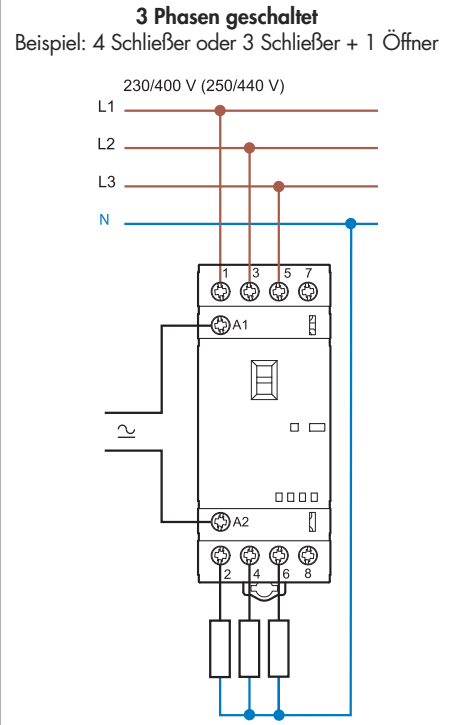 3 Phasen geschaltet
Beispiel: 4 Schließer oder 3 Schließer + 1 Öffner
230/400 V (250/440 V)
L1
L2
L3
N
1 3 5 7
A1
A2
2 4 6 8